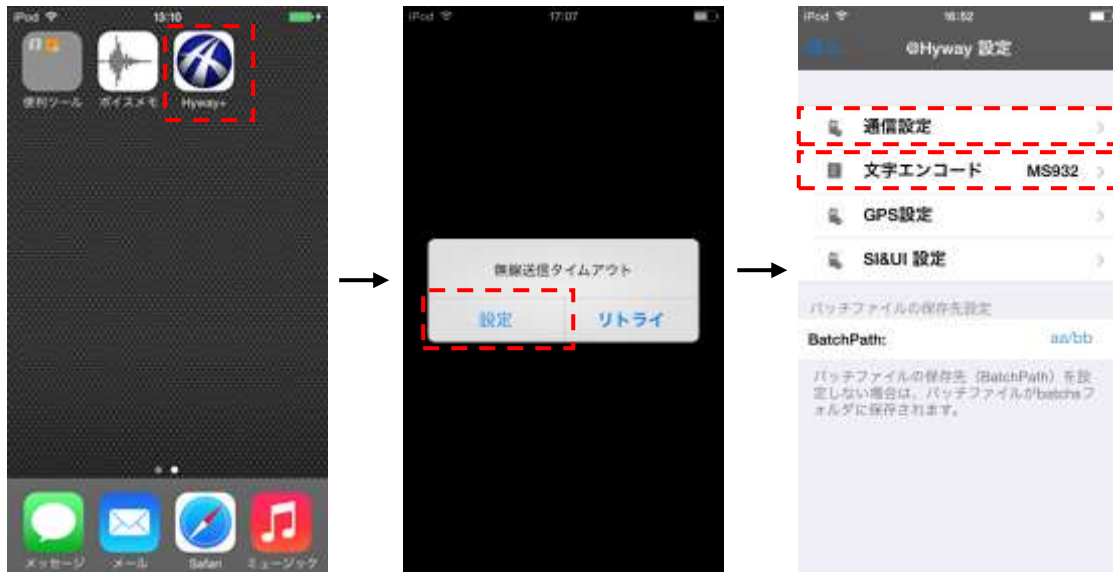 iPod 13:10
便利ツール ボイスメモ Hyway+
メッセージ メール Safari ミュージック
iPod 17:07
無線送信タイムアウト
設定 リトライ
iPod 16:52
@Hyway 設定
通信設定
文字エンコード MS932
GPS設定
SI&UI 設定
バッチファイルの保存先設定
BatchPath: aa/bb
バッチファイルの保存先（BatchPath）を設
定しない場合は、バッチファイルがbatchsフ
ォルダに保存されます。